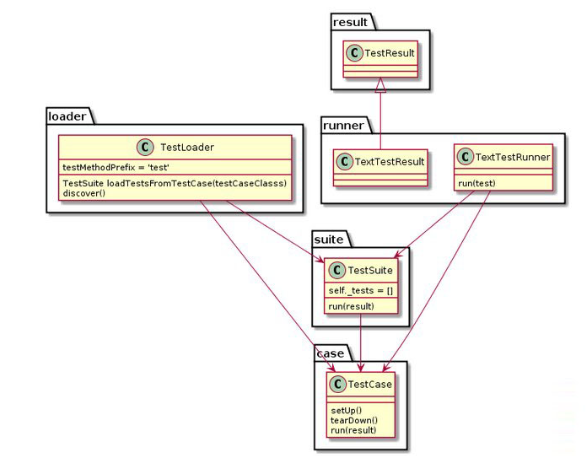 result
C TestResult
loader
C TestLoader
testMethodPrefix = 'test'
TestSuite loadTestsFromTestCase(testCaseClasss)
discover()
runner
C TextTestResult
C TextTestRunner
run(test)
suite
C TestSuite
self._tests = []
run(result)
case
C TestCase
setUp()
tearDown()
run(result)